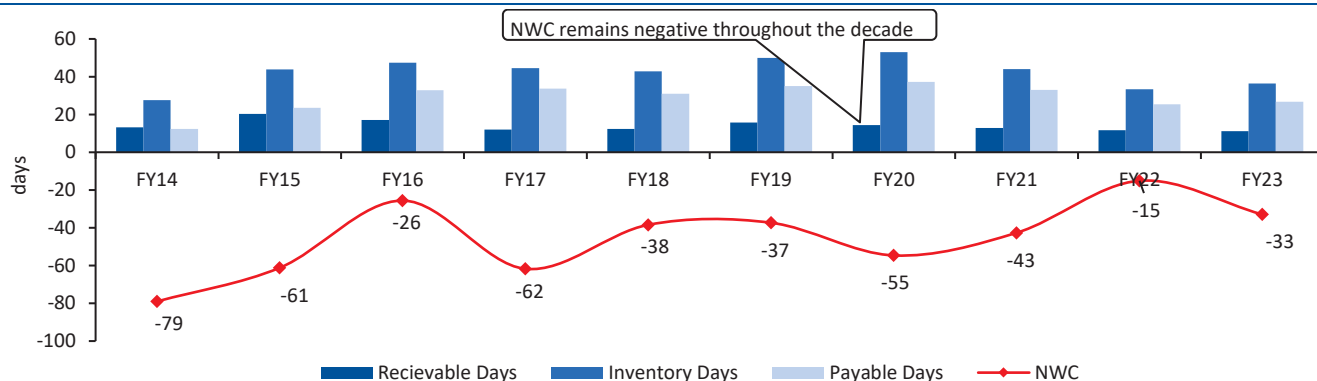 NWC remains negative throughout the decade
60
40
20
0
-20
-40
-60
-80
-100
days
FY14 FY15 FY16 FY17 FY18 FY19 FY20 FY21 FY22 FY23
-79 -61 -26 -62 -38 -37 -55 -43 -15 -33
Recievable Days Inventory Days Payable Days NWC